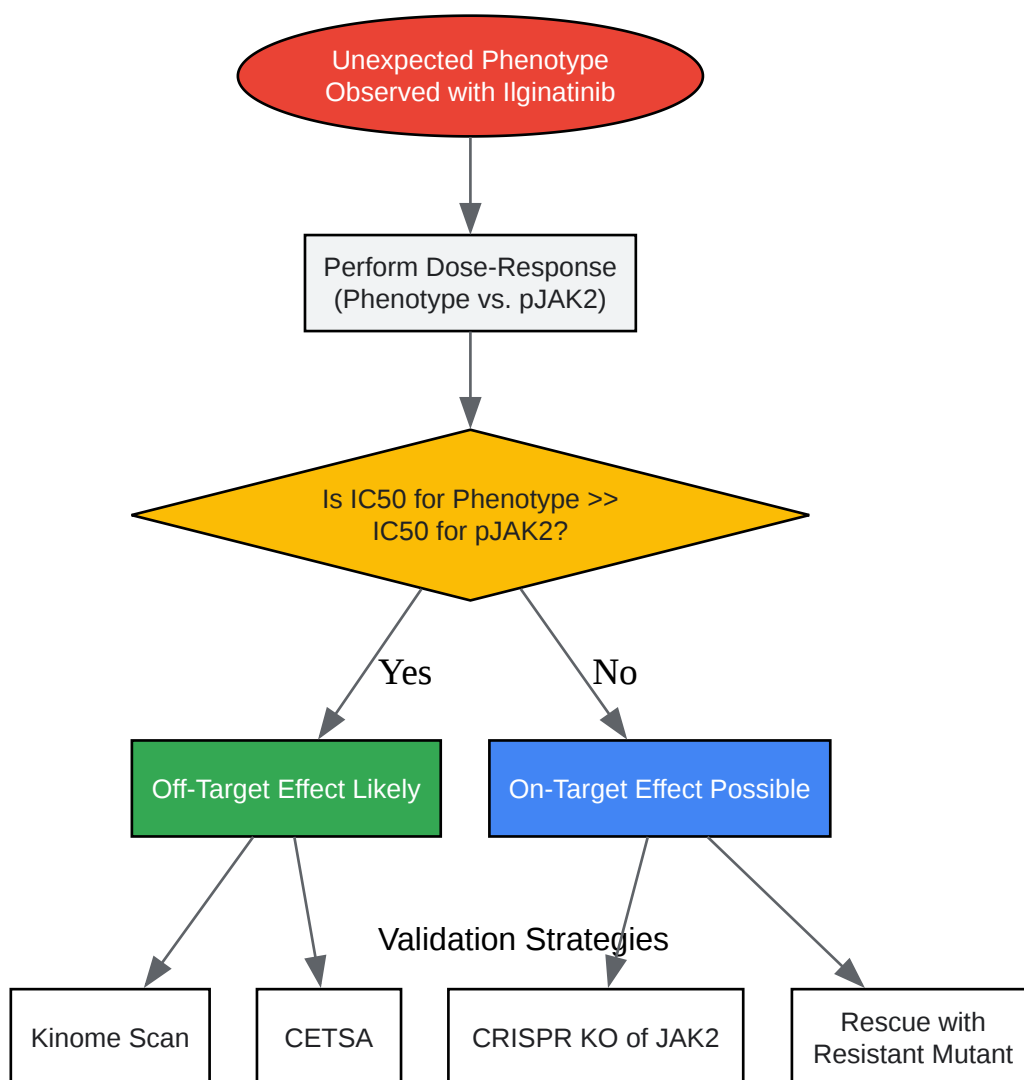 Unexpected Phenotype
Observed with Ilginatinib
Perform Dose-Response
(Phenotype vs. pJAK2)
Is IC50 for Phenotype >>
IC50 for pJAK2?
Yes
No
Off-Target Effect Likely
On-Target Effect Possible
Validation Strategies
Kinome Scan
CETSA
CRISPR KO of JAK2
Rescue with
Resistant Mutant